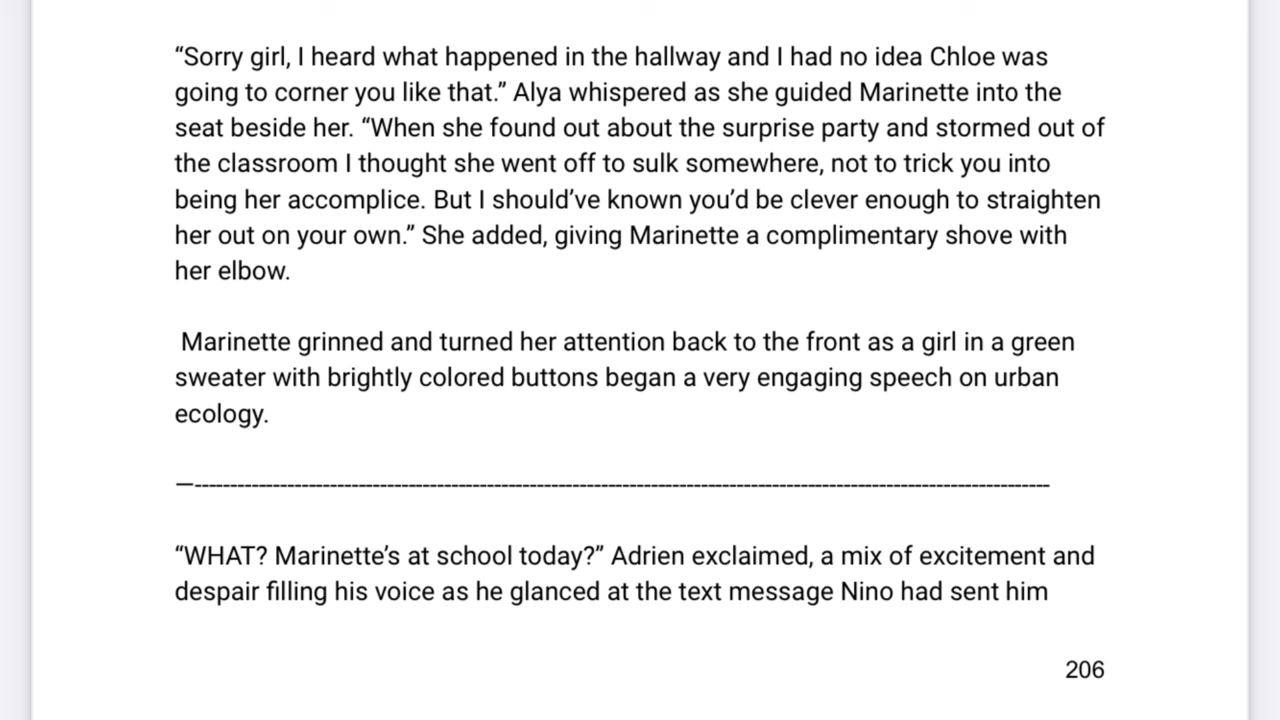 “Sorry girl, I heard what happened in the hallway and I had no idea Chloe was
going to corner you like that.” Alya whispered as she guided Marinette into the
seat beside her. “When she found out about the surprise party and stormed out of
the classroom I thought she went off to sulk somewhere, not to trick you into
being her accomplice. But I should’ve known you’d be clever enough to straighten
her out on your own.” She added, giving Marinette a complimentary shove with
her elbow.
Marinette grinned and turned her attention back to the front as a girl in a green
sweater with brightly colored buttons began a very engaging speech on urban
ecology.
—--------------------------------------------------------------------------------------------------------------------
“WHAT? Marinette’s at school today?” Adrien exclaimed, a mix of excitement and
despair filling his voice as he glanced at the text message Nino had sent him
206